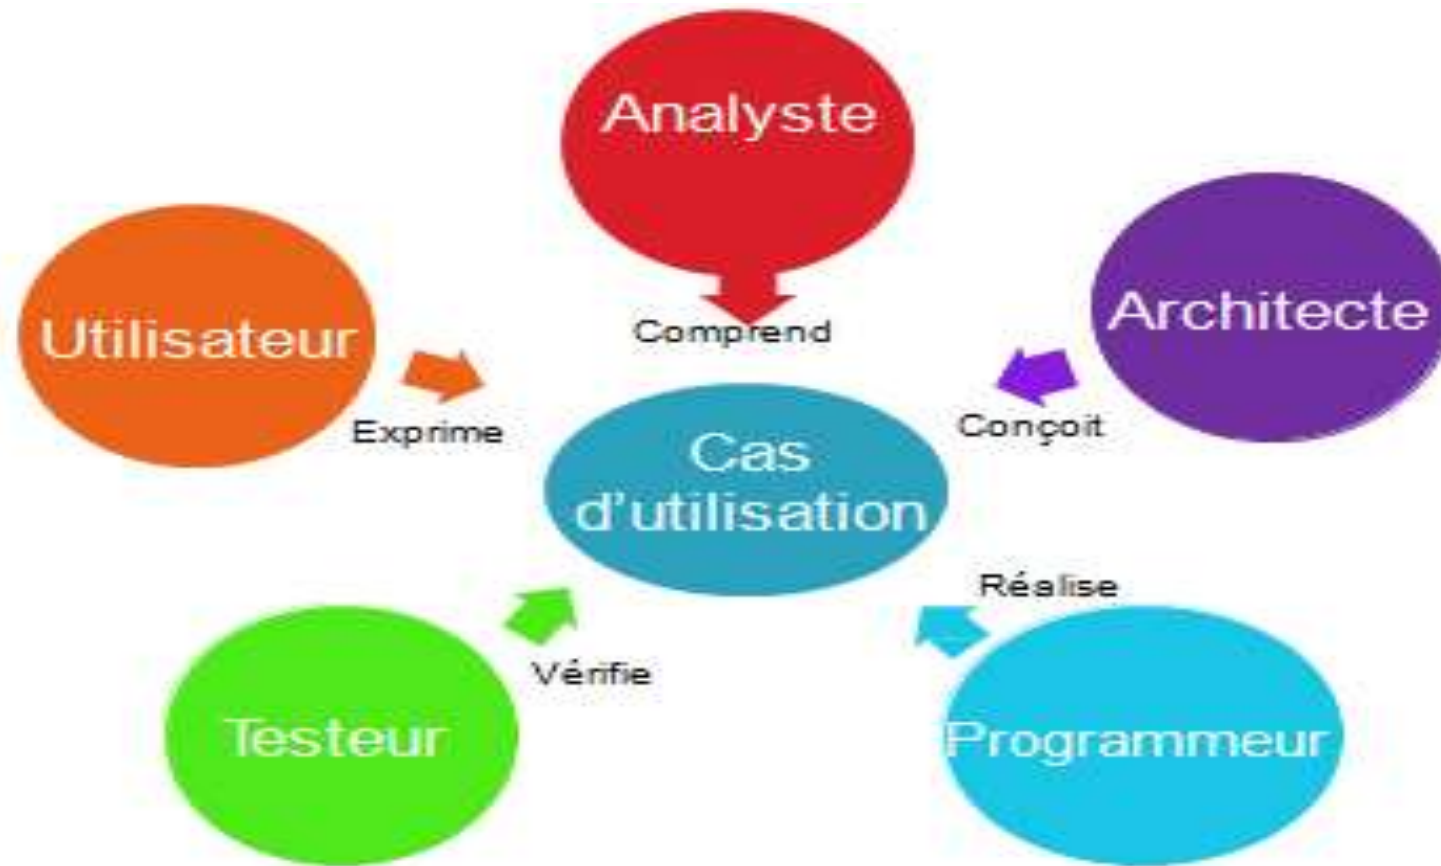 Analyste
Comprend
Utilisateur
Exprime
Architecte
Conçoit
Cas
d'utilisation
Réalise
Programmeur
Vérifie
Testeur